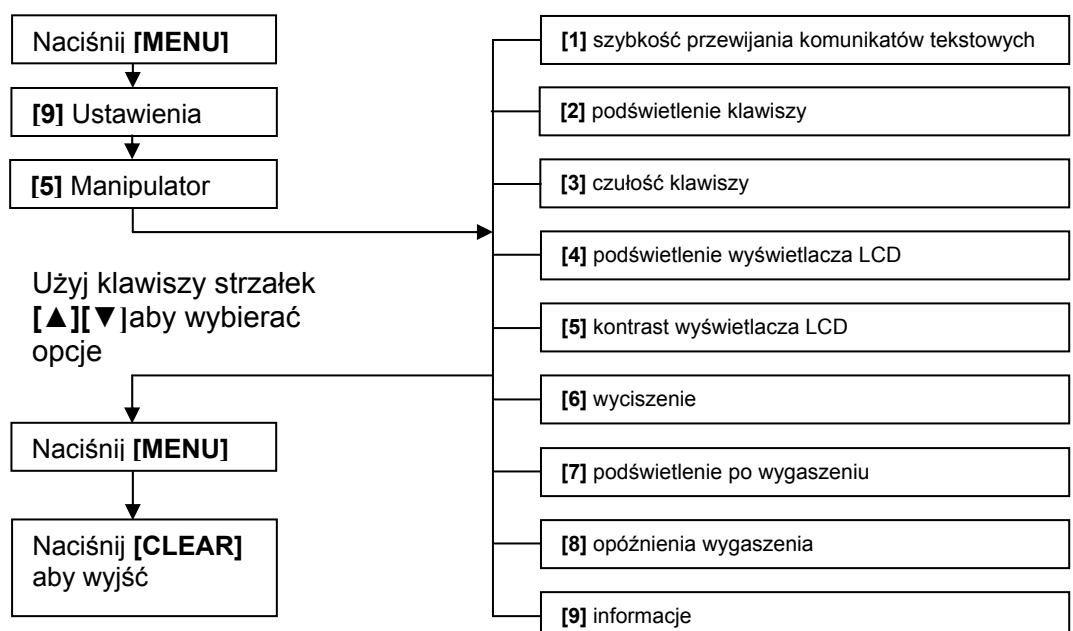 Naciśnij [MENU]
[9] Ustawienia
[5] Manipulator
Użyj klawiszy strzałek
[▲][▼]aby wybierać
opcje
Naciśnij [MENU]
Naciśnij [CLEAR]
aby wyjść
[1] szybkość przewijania komunikatów tekstowych
[2] podświetlenie klawiszy
[3] czułość klawiszy
[4] podświetlenie wyświetlacza LCD
[5] kontrast wyświetlacza LCD
[6] wyciszenie
[7] podświetlenie po wygaszeniu
[8] opóźnienia wygaszenia
[9] informacje